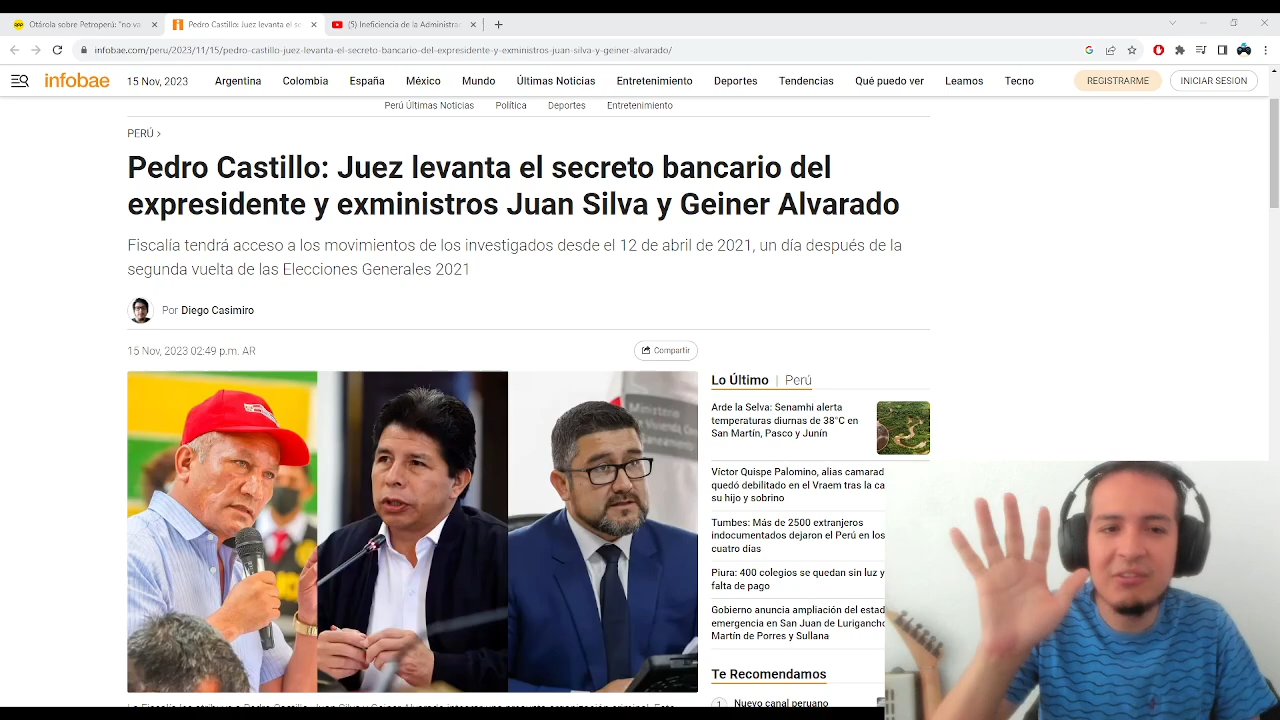 Otárola sobre Petroperú: "no ve
Pedro Castillo: Juez levanta el se
(5) Ineficiencia de la Administrac
infobae.com/peru/2023/11/15/pedro-castillo-juez-levanta-el-secreto-bancario-del-expresidente-y-exministros-juan-silva-y-geiner-alvarado/
infobae
15 Nov, 2023
Argentina
Colombia
España
México
Mundo
Últimas Noticias
Entretenimiento
Deportes
Tendencias
Qué puedo ver
Leamos
Tecno
REGISTRARME
INICIAR SESION
Perú Últimas Noticias
Política
Deportes
Entretenimiento
PERÚ >
Pedro Castillo: Juez levanta el secreto bancario del
expresidente y exministros Juan Silva y Geiner Alvarado
Fiscalía tendrá acceso a los movimientos de los investigados desde el 12 de abril de 2021, un día después de la
segunda vuelta de las Elecciones Generales 2021
Por Diego Casimiro
15 Nov, 2023 02:49 p.m. AR
Compartir
Ministerio
de Vivienda, Con
Saneamiento
Lo Último | Perú
Arde la Selva: Senamhi alerta
temperaturas diurnas de 38°C en
San Martín, Pasco y Junín
Víctor Quispe Palomino, alias camarad
quedó debilitado en el Vraem tras la ca
su hijo y sobrino
Tumbes: Más de 2500 extranjeros
indocumentados dejaron el Perú en los
cuatro días
Piura: 400 colegios se quedan sin luz y
falta de pago
Gobierno anuncia ampliación del estad
emergencia en San Juan de Lurigancho
Martín de Porres y Sullana
Te Recomendamos
1 Nuevo canal peruano